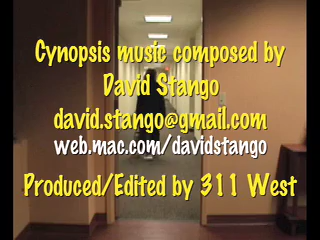 Cynopsis music composed by
David Stango
david.stango@gmail.com
web.mac.com/davidstango
Produced/Edited by 311 West